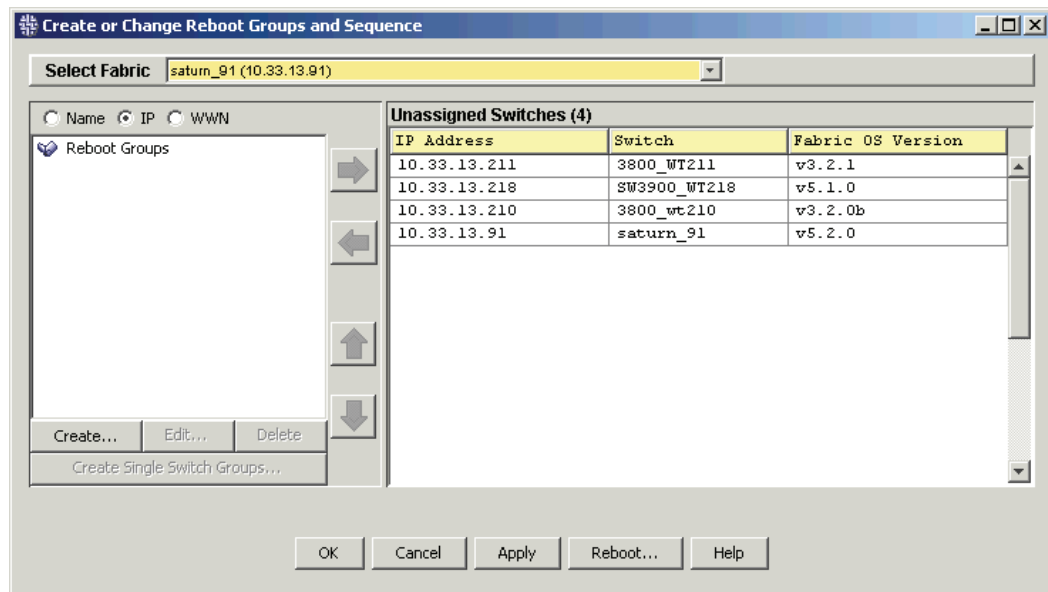 Create or Change Reboot Groups and Sequence
Select Fabric saturn_91 (10.33.13.91)
Name IP WWN
Reboot Groups
Create... Edit... Delete
Create Single Switch Groups...
Unassigned Switches (4)
IP Address Switch Fabric OS Version
10.33.13.211 3800_WT211 v3.2.1
10.33.13.218 SW3900_WT218 v5.1.0
10.33.13.210 3800_wt210 v3.2.0b
10.33.13.91 saturn_91 v5.2.0
OK Cancel Apply Reboot... Help